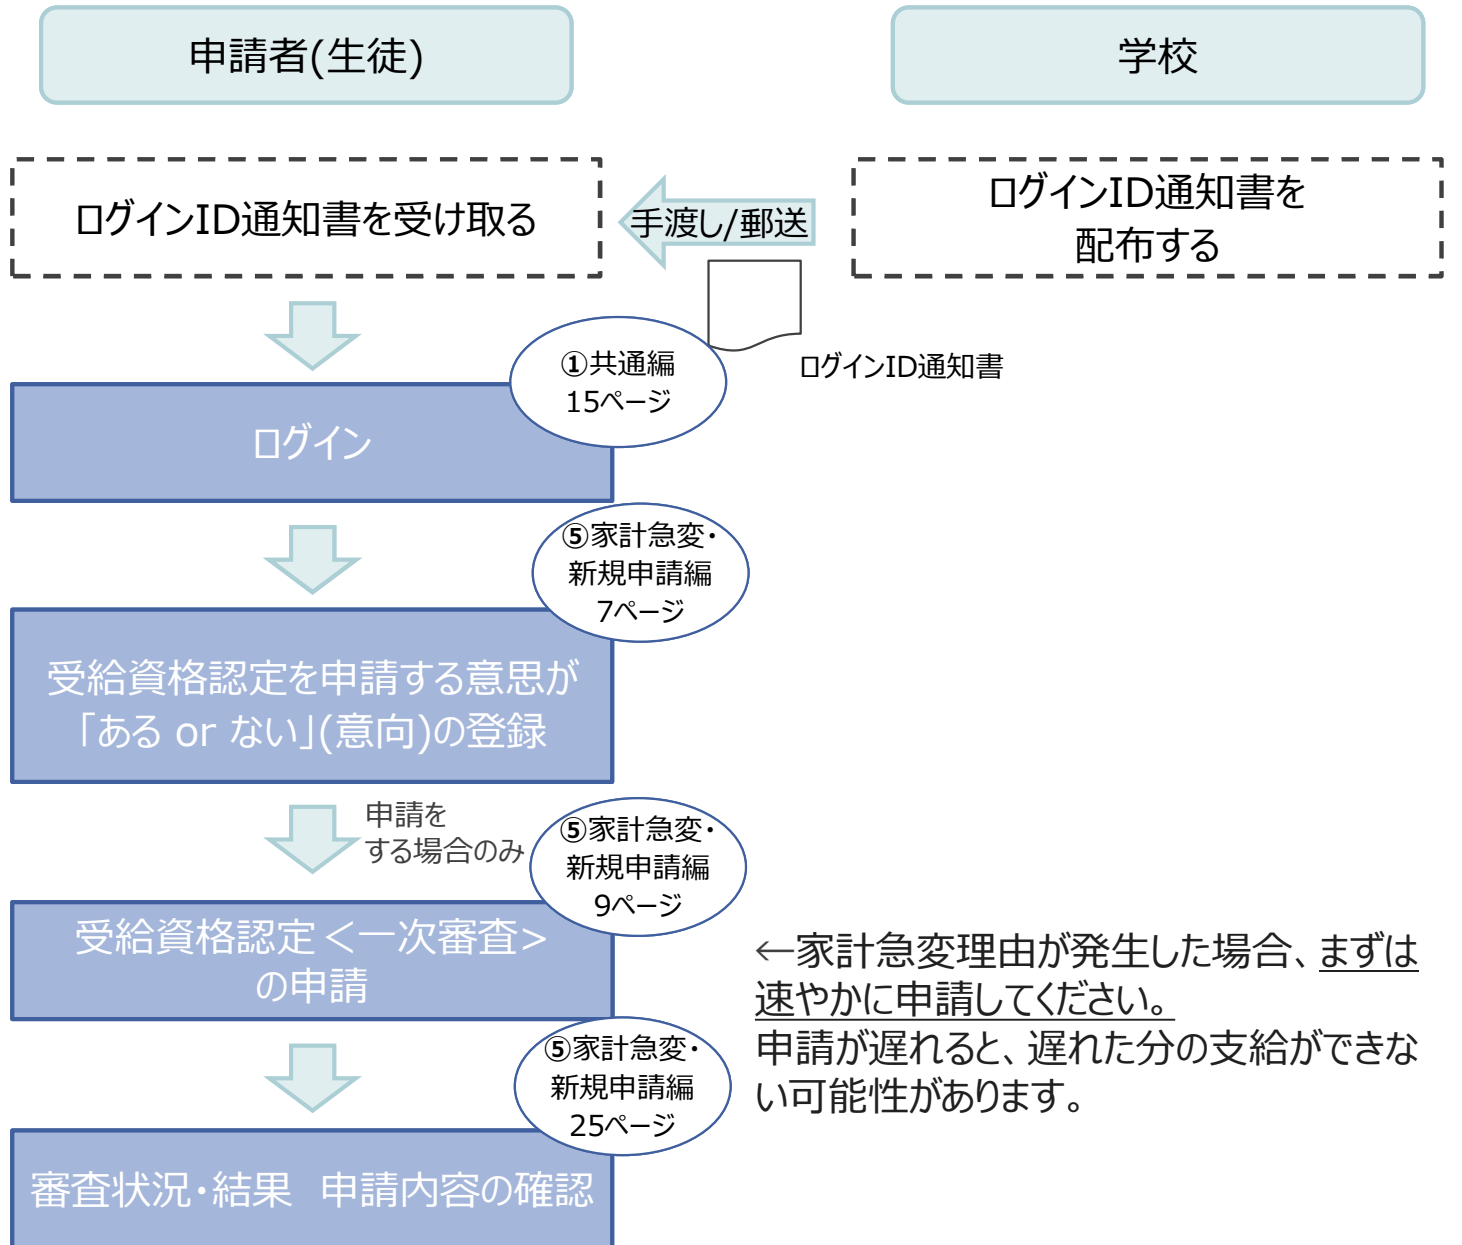 申請者(生徒)
学校
ログインID通知書を受け取る
手渡し/郵送
ログインID通知書を
配布する
ログインID通知書
①共通編
15ページ
ログイン
⑤家計急変・
新規申請編
7ページ
受給資格認定を申請する意思が
「ある or ない」(意向)の登録
申請を
する場合のみ
⑤家計急変・
新規申請編
9ページ
受給資格認定<一次審査>
の申請
←家計急変理由が発生した場合、まずは
速やかに申請してください。
申請が遅れると、遅れた分の支給ができな
い可能性があります。
⑤家計急変・
新規申請編
25ページ
審査状況・結果　申請内容の確認